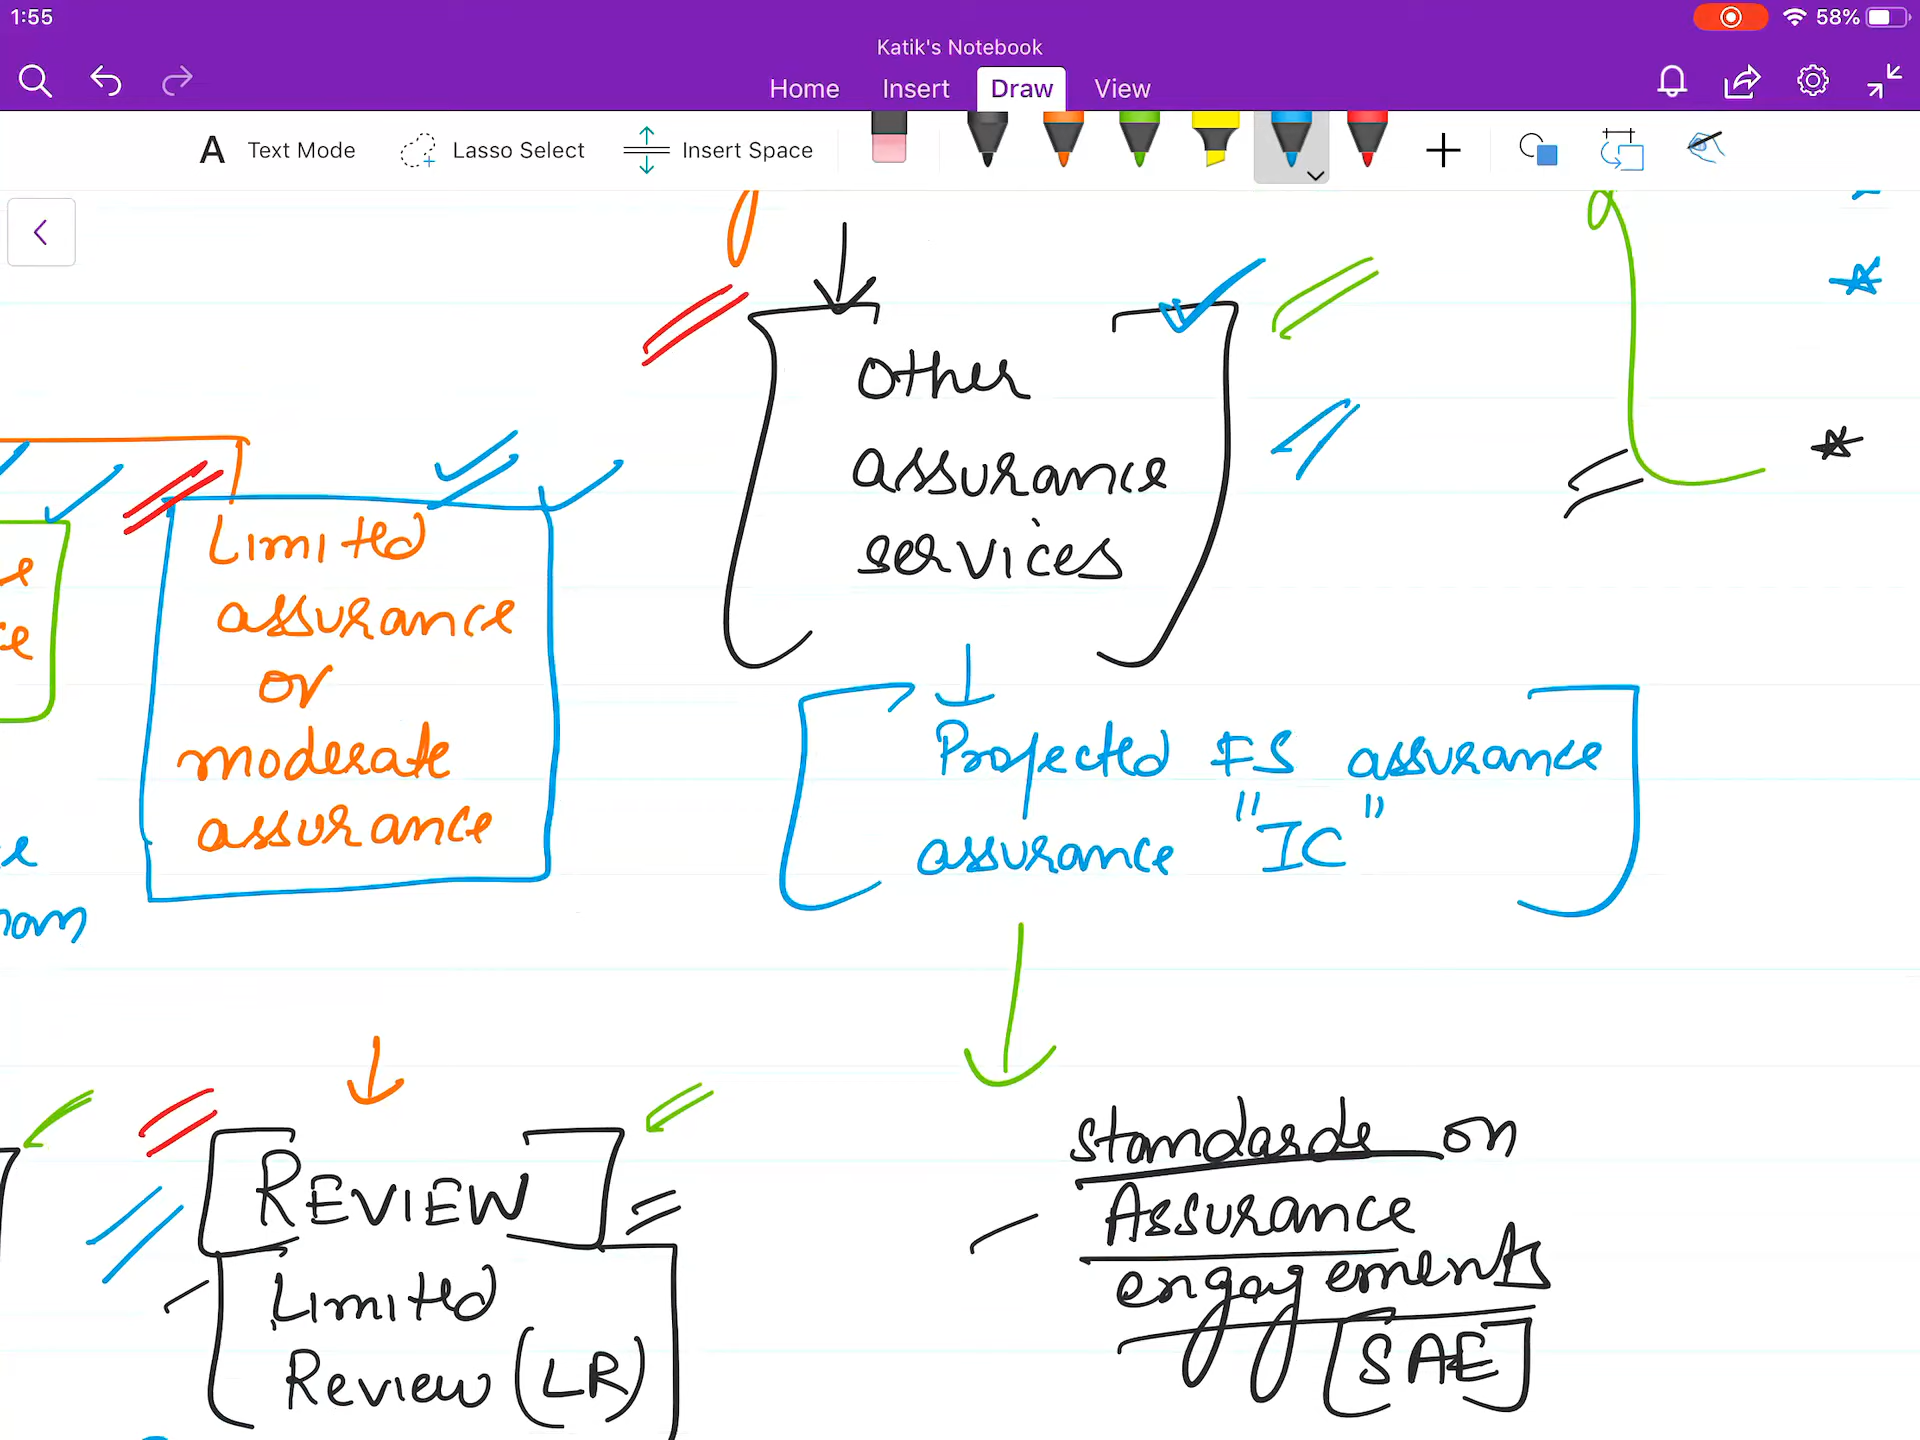 1:55
58%
Katik's Notebook
Home Insert Draw View
A Text Mode Lasso Select Insert Space
Other
assurance
services
Limited
assurance
or
moderate
assurance
Projected FS assurance
assurance "IC"
REVIEW
Limited
Review (LR)
standards on
Assurance
engagements
[SAE]